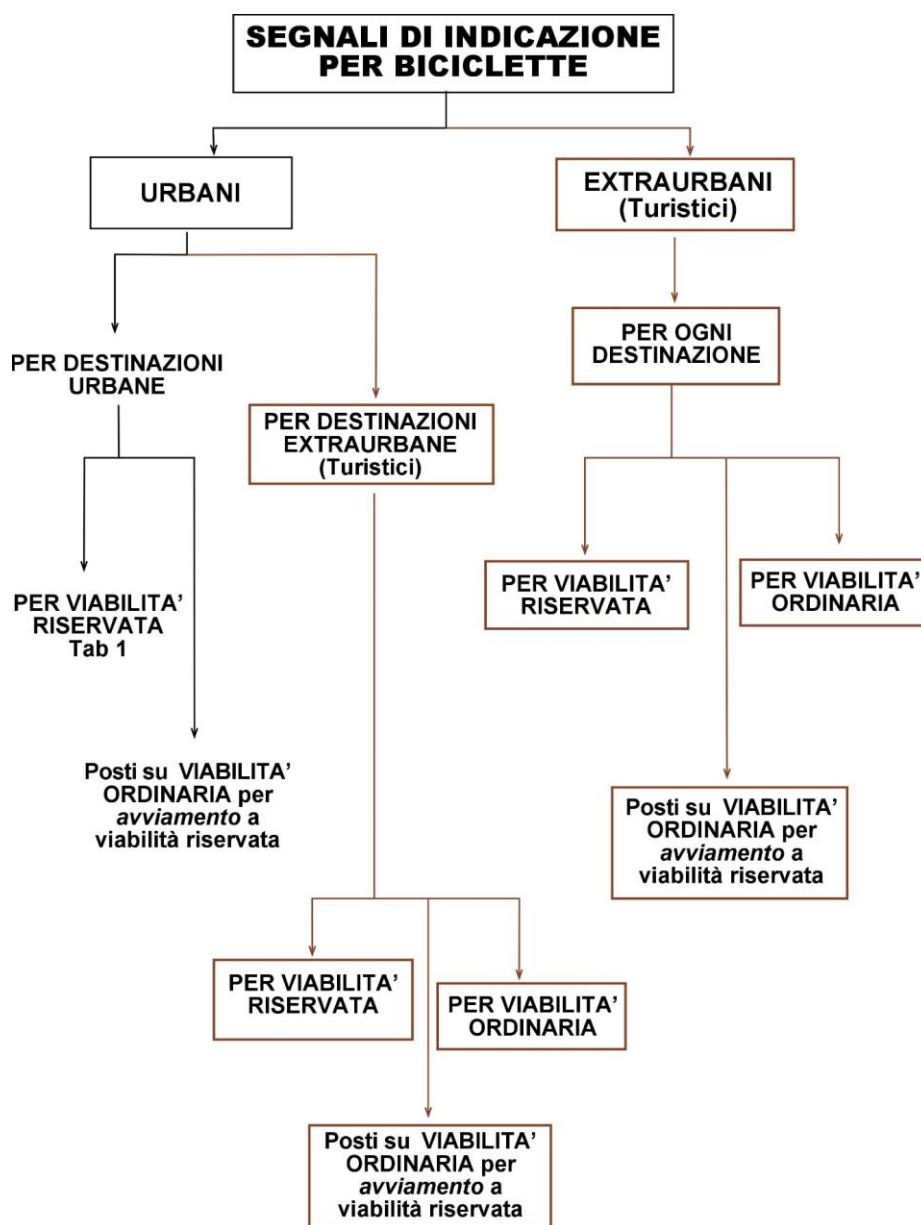 SEGNALI DI INDICAZIONE
PER BICICLETTE
URBANI
EXTRAURBANI
(Turistici)
PER DESTINAZIONI
URBANE
PER OGNI
DESTINAZIONE
PER DESTINAZIONI
EXTRAURBANE
(Turistici)
PER VIABILITA’
RISERVATA
Tab 1
PER VIABILITA’
RISERVATA
PER VIABILITA’
ORDINARIA
Posti su VIABILITA’
ORDINARIA per
avviamento a
viabilità riservata
Posti su VIABILITA’
ORDINARIA per
avviamento a
viabilità riservata
PER VIABILITA’
RISERVATA
PER VIABILITA’
ORDINARIA
Posti su VIABILITA’
ORDINARIA per
avviamento a
viabilità riservata